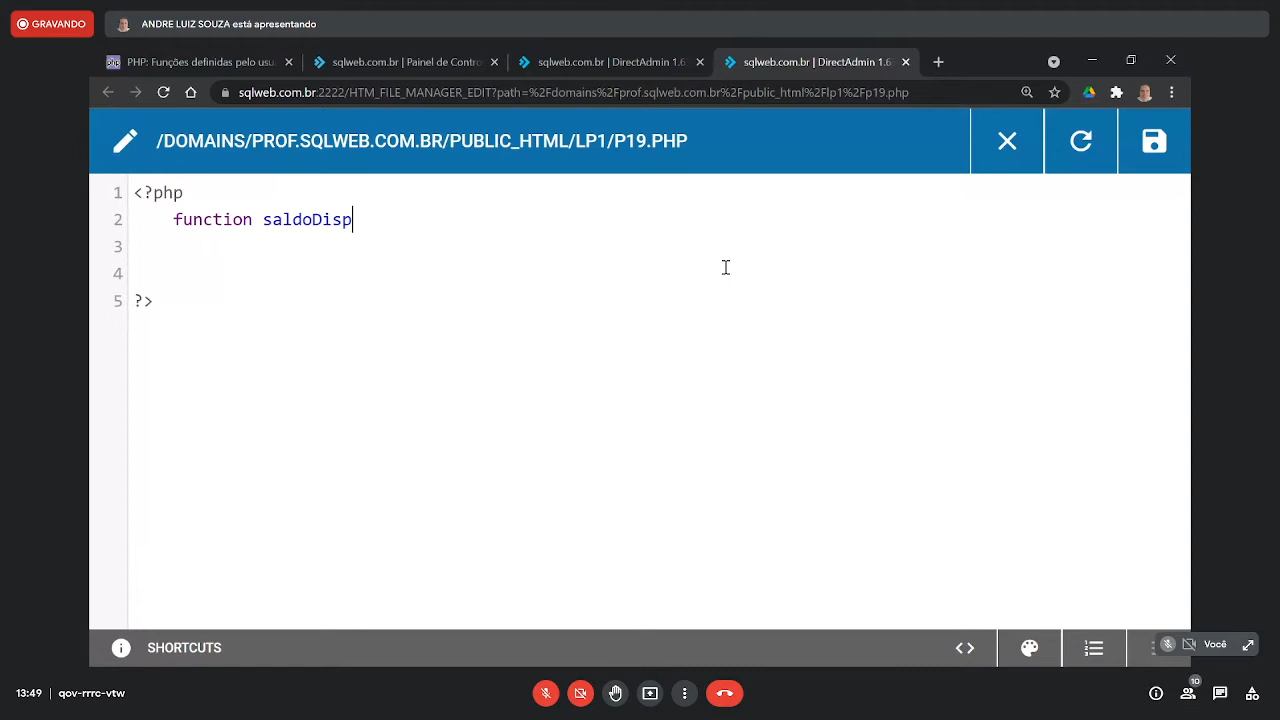 GRAVANDO
ANDRE LUIZ SOUZA está apresentando
php PHP: Funções definidas pelo usu
sqlweb.com.br | Painel de Contro
sqlweb.com.br | DirectAdmin 1.6
sqlweb.com.br | DirectAdmin 1.6
sqlweb.com.br:2222/HTM_FILE_MANAGER_EDIT?path=%2Fdomains%2Fprof.sqlweb.com.br%2Fpublic_html%2Flp1%2Fp19.php
/DOMAINS/PROF.SQLWEB.COM.BR/PUBLIC_HTML/LP1/P19.PHP
1 <?php
2 function saldoDisp
3
4
5 ?>
SHORTCUTS
Você
13:49 | qov-rrrc-vtw
10